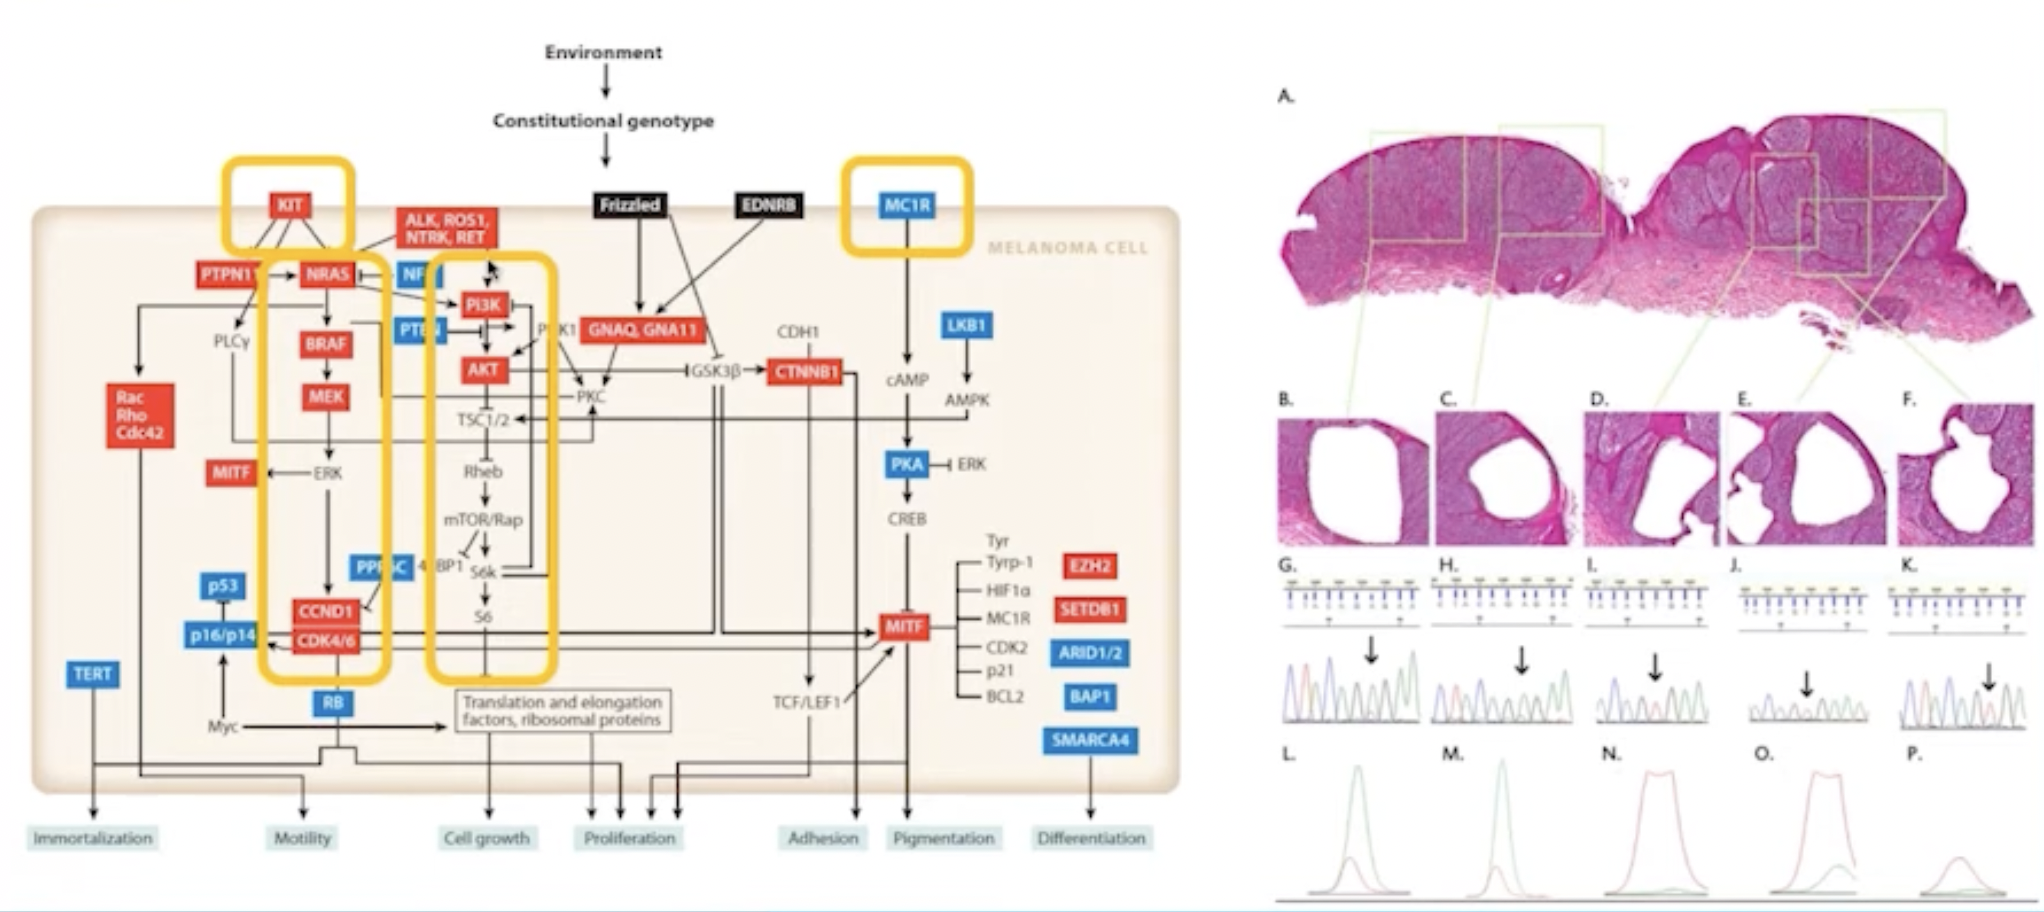 Environment
Constitutional genotype
KIT
ALK, ROS1,
NTRK, RET
Frizzled
EDNRB
MC1R
MELANOMA CELL
PTPN11
NRAS
NF
PI3K
PTEN
PLCγ
BRAF
GNAQ, GNA11
CDH1
LKB1
MEK
AKT
GSK3β
CTNNB1
cAMP
AMPK
Rac
Rho
Cdc42
PKC
TSC1/2
MITF
ERK
Rheb
PKA
ERK
mTOR/Rap
CREB
PPP6C
BP1
S6k
p53
CCND1
S6
p16/p14
CDK4/6
MITF
Tyr
Tyrp-1
HIF1α
MC1R
CDK2
p21
BCL2
EZH2
SETDB1
ARID1/2
BAP1
SMARCA4
TERT
RB
Myc
Translation and elongation
factors, ribosomal proteins
TCF/LEF1
Immortalization
Motility
Cell growth
Proliferation
Adhesion
Pigmentation
Differentiation
A.
B.
C.
D.
E.
F.
G.
H.
I.
J.
K.
L.
M.
N.
O.
P.